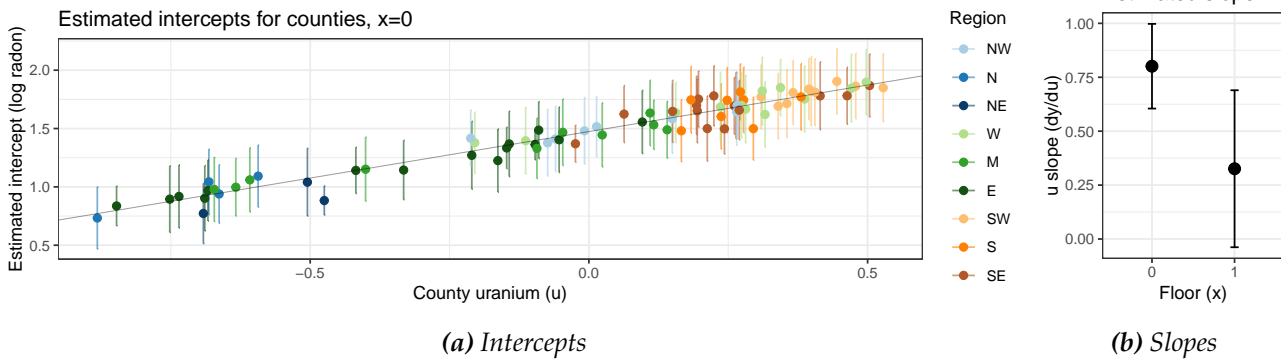 Estimated intercepts for counties, x=0
Estimated intercept (log radon)
2.0
1.5
1.0
0.5
−0.5
0.0
0.5
County uranium (u)
Region
NW
N
NE
W
M
E
SW
S
SE
(a) Intercepts
u slope (dy/du)
1.00
0.75
0.50
0.25
0.00
0
1
Floor (x)
(b) Slopes